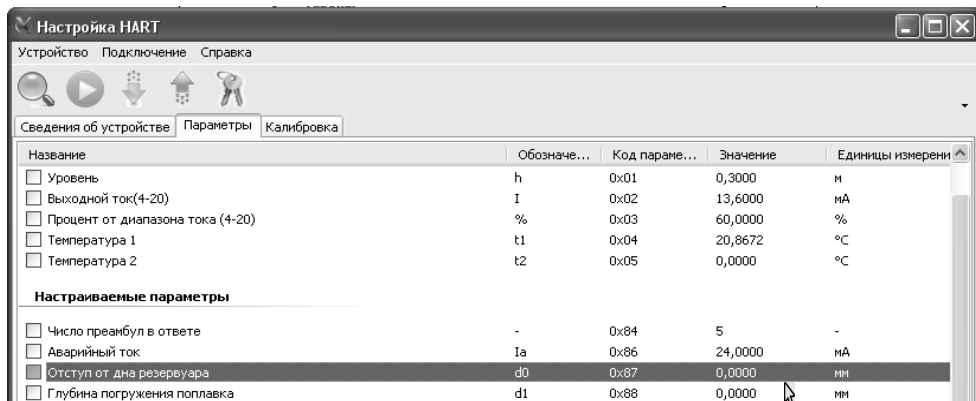 Настройка HART
Устройство Подключение Справка
Сведения об устройстве Параметры Калибровка
Название Обозначе... Код параме... Значение Единицы измерени
Уровень h 0x01 0,3000 м
Выходной ток(4-20) I 0x02 13,6000 мА
Процент от диапазона тока (4-20) % 0x03 60,0000 %
Температура 1 t1 0x04 20,8672 °C
Температура 2 t2 0x05 0,0000 °C
Настраиваемые параметры
Число преамбул в ответе - 0x84 5 -
Аварийный ток Ia 0x86 24,0000 мА
Отступ от дна резервуара d0 0x87 0,0000 мм
Глубина погружения поплавка d1 0x88 0,0000 мм